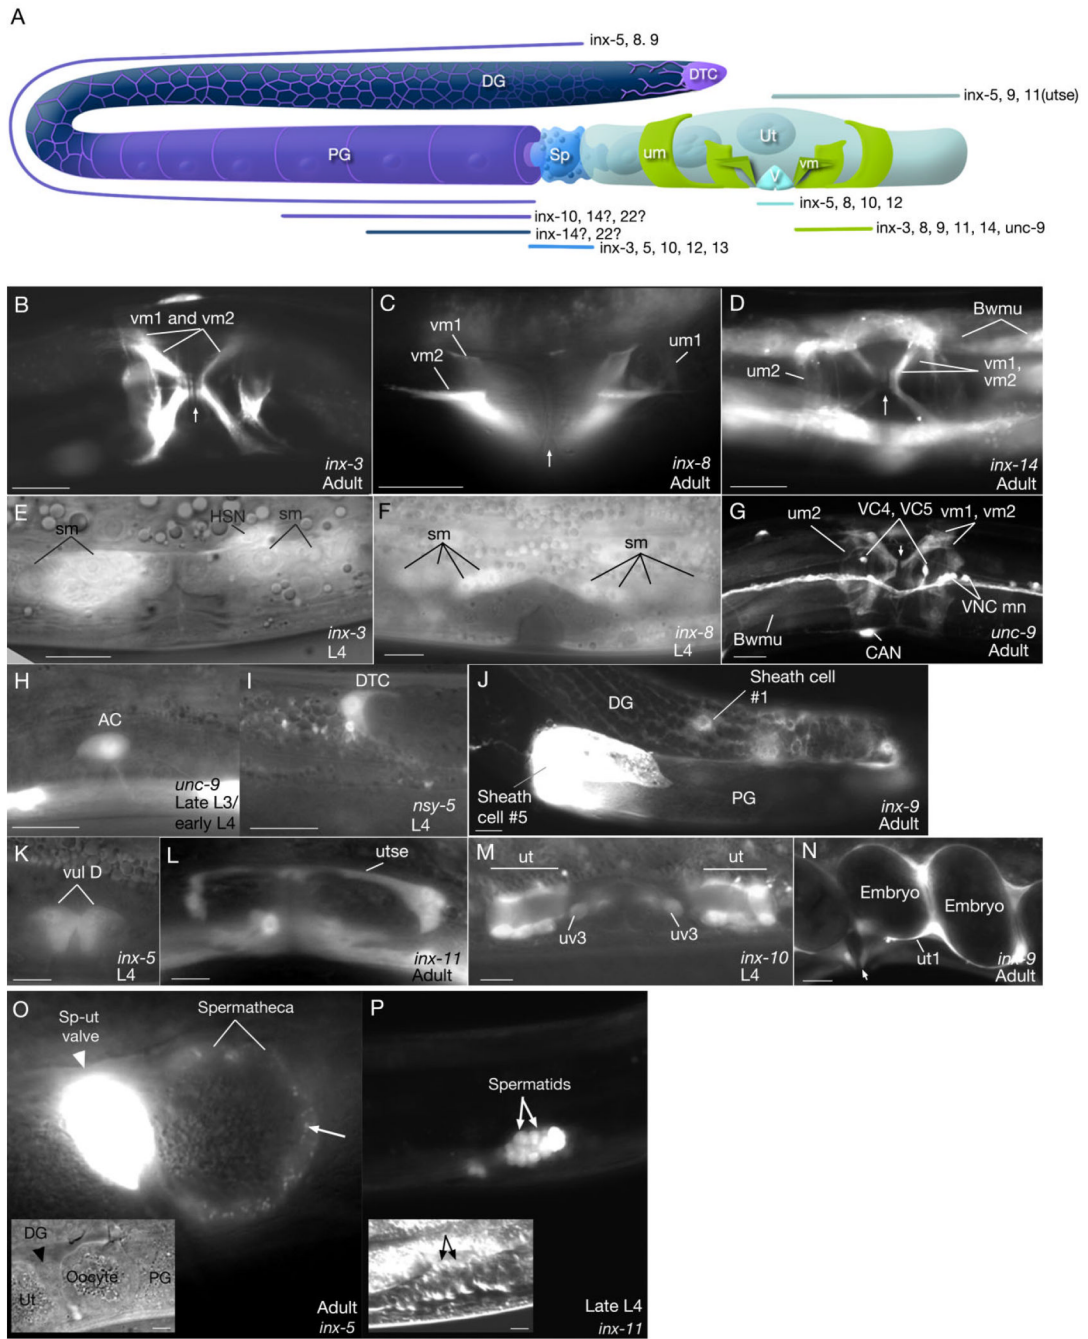 A
inx-5, 8. 9
DG
DTC
inx-5, 9, 11(utse)
PG
Sp
um
Ut
vm
V
inx-5, 8, 10, 12
inx-10, 14?, 22?
inx-14?, 22?
inx-3, 8, 9, 11, 14, unc-9
inx-3, 5, 10, 12, 13
B
vm1 and vm2
inx-3
Adult
C
vm1
vm2
um1
inx-8
Adult
D
Bwmu
um2
vm1,
vm2
inx-14
Adult
E
sm
HSN
sm
inx-3
L4
F
sm
sm
inx-8
L4
G
um2
VC4, VC5
vm1, vm2
VNC mn
Bwmu
CAN
unc-9
Adult
H
AC
unc-9
Late L3/
early L4
I
DTC
nsy-5
L4
J
DG
Sheath cell
#1
Sheath
cell #5
PG
inx-9
Adult
K
vul D
inx-5
L4
L
utse
inx-11
Adult
M
ut
ut
uv3
uv3
inx-10
L4
N
Embryo
Embryo
ut1
inx-9
Adult
O
Sp-ut
valve
Spermatheca
DG
Oocyte
PG
Ut
Adult
inx-5
P
Spermatids
Late L4
inx-11